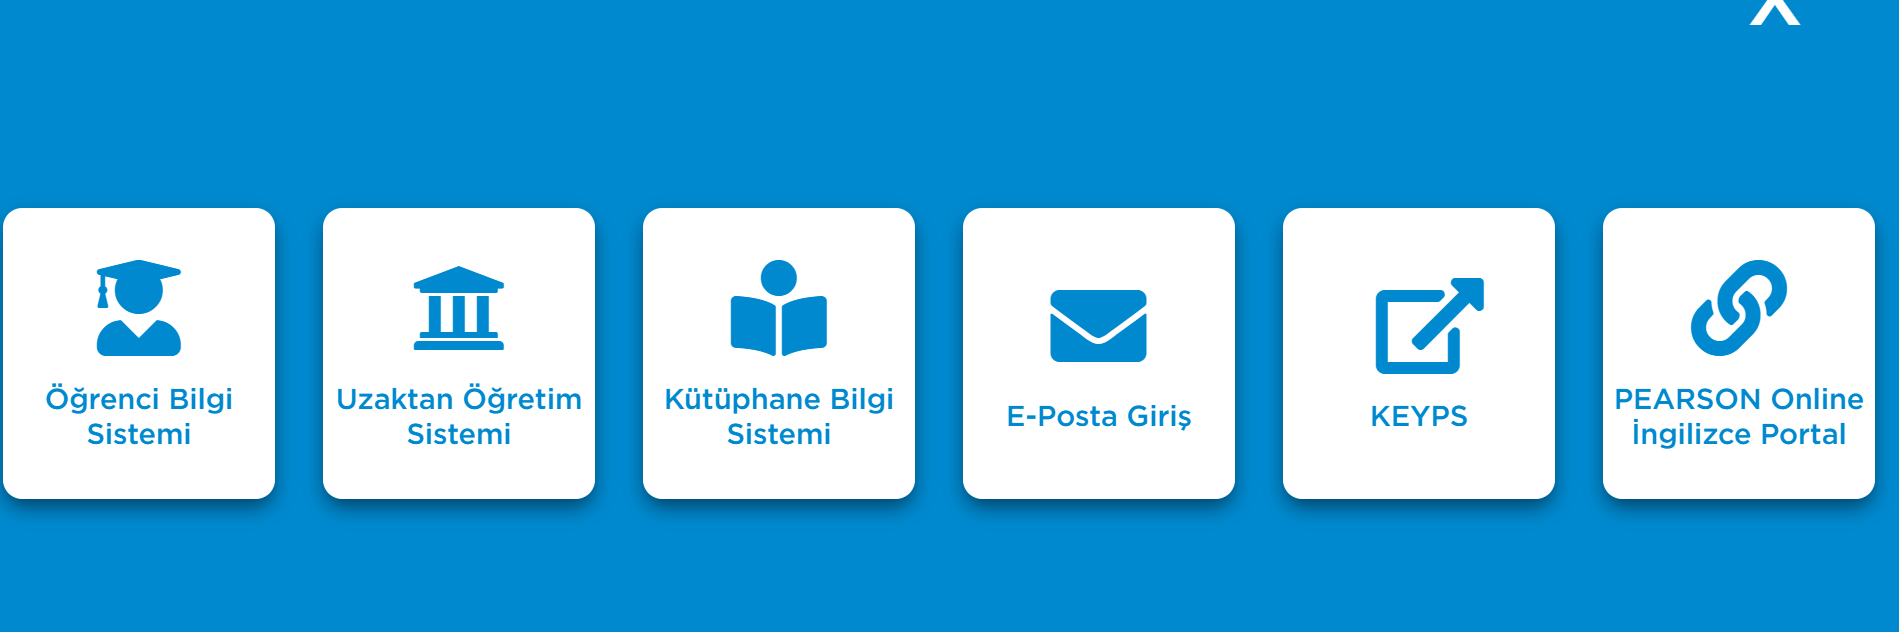 X
Öğrenci Bilgi
Sistemi
Uzaktan Öğretim
Sistemi
Kütüphane Bilgi
Sistemi
E-Posta Giriş
KEYPS
PEARSON Online
İngilizce Portal